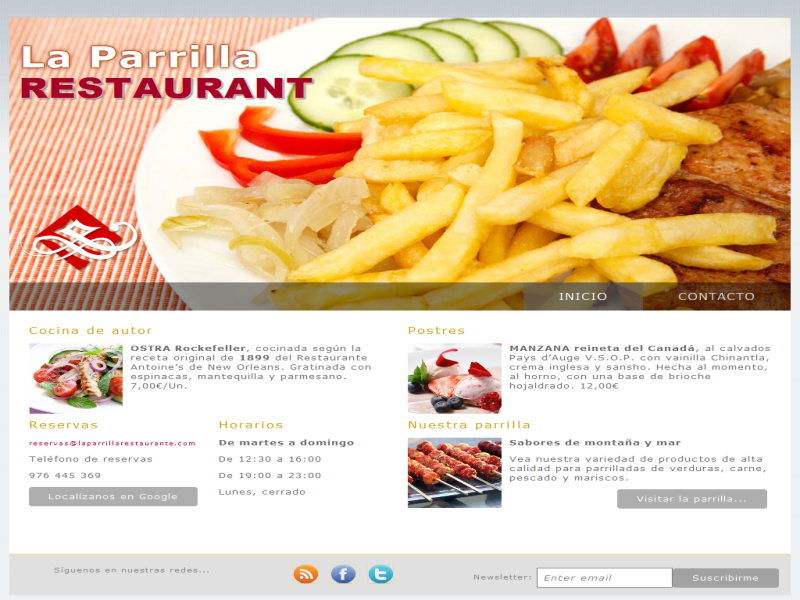 La Parrilla
RESTAURANT
INICIO
CONTACTO
Cocina de autor
OSTRA Rockefeller, cocinada según la
receta original de 1899 del Restaurante
Antoine's de New Orleans. Gratinada con
espinacas, mantequilla y parmesano.
7,00€/Un.
Postres
MANZANA reineta del Canadá, al calvados
Pays d'Auge V.S.O.P. con vainilla Chinantla,
crema inglesa y sansho. Hecha al momento,
al horno, con una base de brioche
hojaldrado. 12,00€
Reservas
reservas@laparrillarestaurante.com
Teléfono de reservas
976 445 369
Localízanos en Google
Horarios
De martes a domingo
De 12:30 a 16:00
De 19:00 a 23:00
Lunes, cerrado
Nuestra parrilla
Sabores de montaña y mar
Vea nuestra variedad de productos de alta
calidad para parrilladas de verduras, carne,
pescado y mariscos.
Visitar la parrilla...
Síguenos en nuestras redes...
Newsletter:
Enter email
Suscribirme